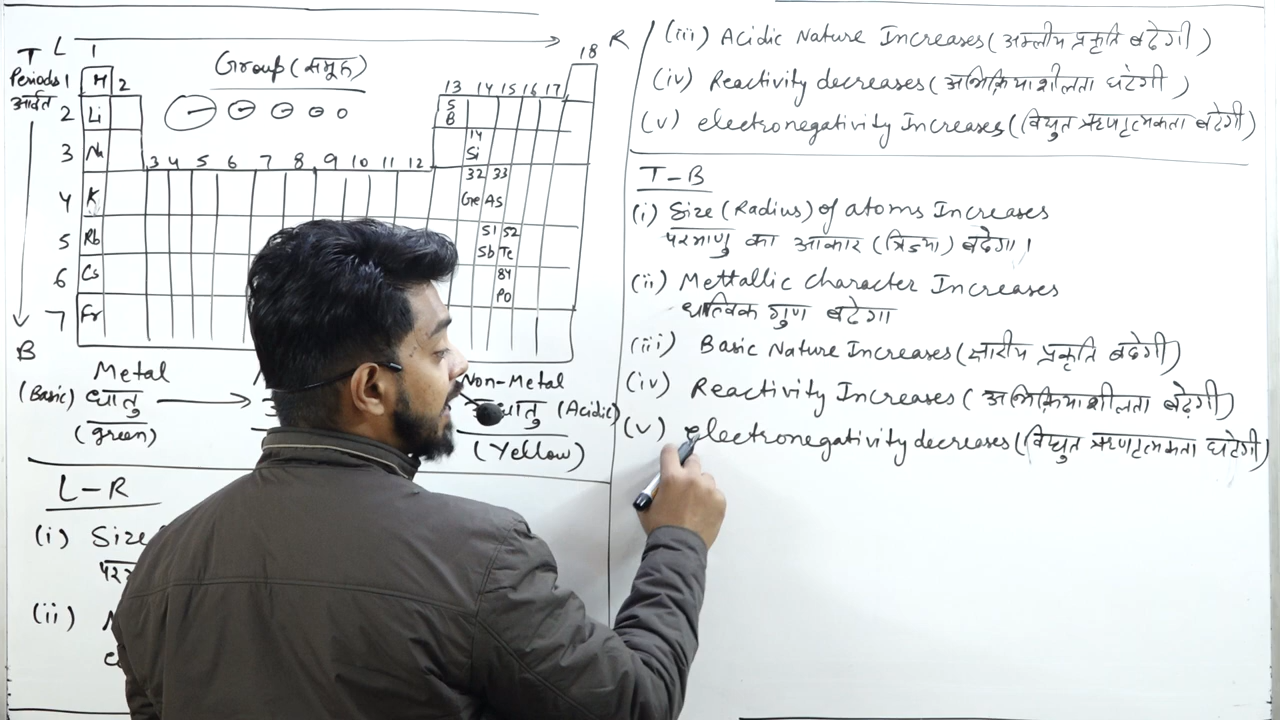 L
R
T
Periods
आर्वत
B
Group (समूह)
1 H 2 13 14 15 16 17 18
2 Li 5 B
3 Na 3 4 5 6 7 8 9 10 11 12 14 Si
4 K 32 33 Ge As
5 Rb 51 52 Sb Te
6 Cs 84 Po
7 Fr
Metal
(Basic) धातु
(green)
Non-Metal
(Acidic)
(Yellow)
L-R
(i) Size
(ii)
(iii) Acidic Nature Increases (अम्लीय प्रकृति बढ़ेगी)
(iv) Reactivity decreases (अभिक्रियाशीलता घटेगी)
(v) electronegativity Increases (विद्युत ऋणात्मकता बढ़ेगी)
T-B
(i) Size (Radius) of atoms Increases
परमाणु का आकार (त्रिज्या) बढ़ेगा।
(ii) Mettallic Character Increases
धात्विक गुण बढ़ेगा
(iii) Basic Nature Increases (क्षारीय प्रकृति बढ़ेगी)
(iv) Reactivity Increases (अभिक्रियाशीलता बढ़ेगी)
(v) electronegativity decreases (विद्युत ऋणात्मकता घटेगी)